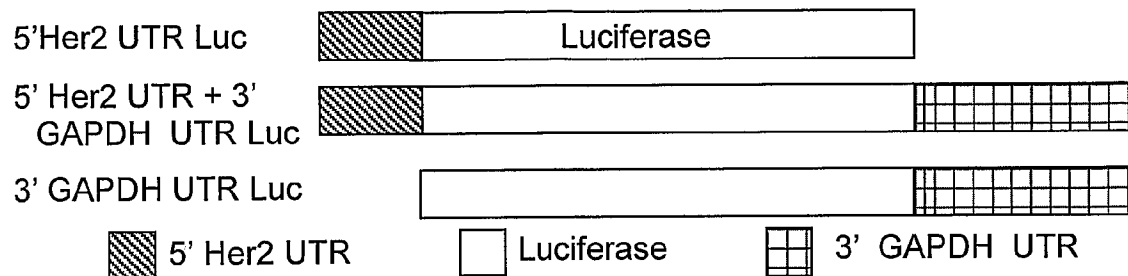 5'Her2 UTR Luc
Luciferase
5' Her2 UTR + 3'
GAPDH UTR Luc
3' GAPDH UTR Luc
5' Her2 UTR
Luciferase
3' GAPDH UTR